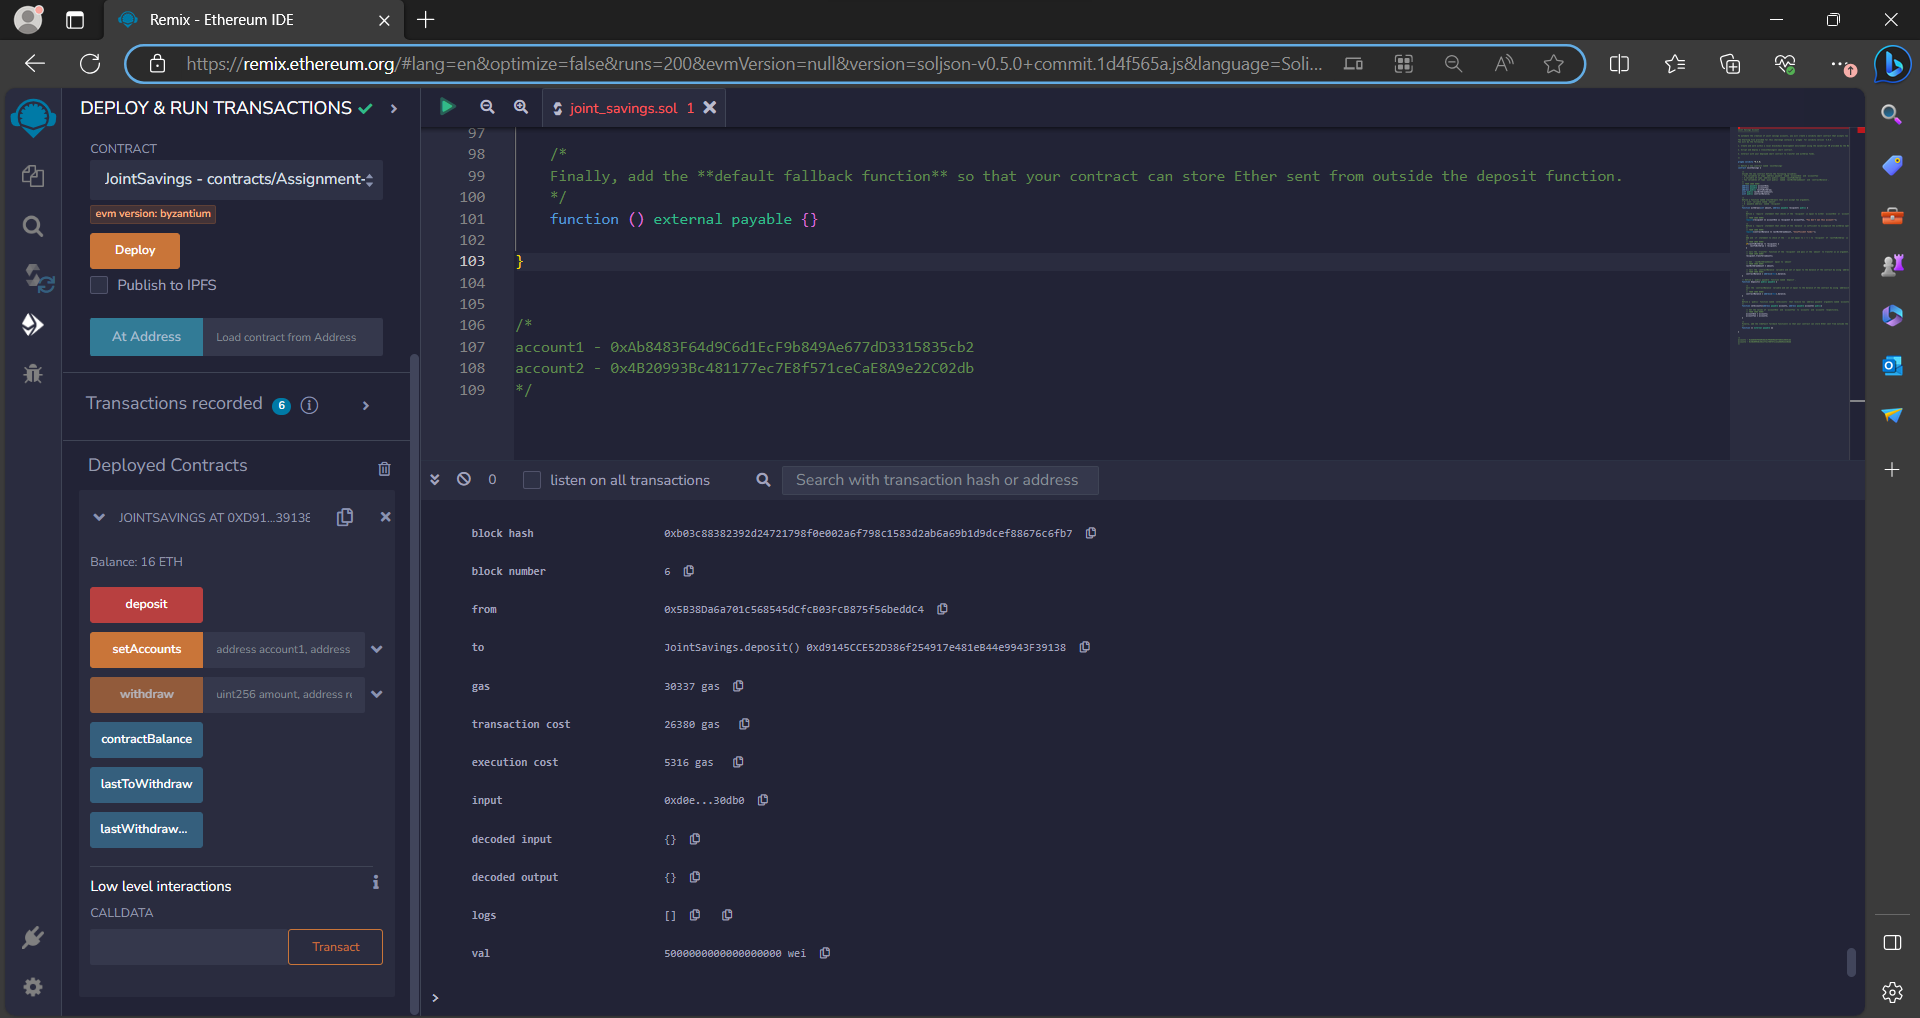 Remix - Ethereum IDE
https://remix.ethereum.org/#lang=en&optimize=false&runs=200&evmVersion=null&version=soljson-v0.5.0+commit.1d4f565a.js&language=Soli...
DEPLOY & RUN TRANSACTIONS
CONTRACT
JointSavings - contracts/Assignment-
evm version: byzantium
Deploy
Publish to IPFS
At Address
Load contract from Address
Transactions recorded 6 i
Deployed Contracts
JOINTSAVINGS AT 0XD91...39138
Balance: 16 ETH
deposit
setAccounts
address account1, address
withdraw
uint256 amount, address re
contractBalance
lastToWithdraw
lastWithdraw...
Low level interactions
i
CALLDATA
Transact
joint_savings.sol 1
97
98 /*
99 Finally, add the **default fallback function** so that your contract can store Ether sent from outside the deposit function.
100 */
101 function () external payable {}
102
103 }
104
105
106 /*
107 account1 - 0xAb8483F64d9C6d1EcF9b849Ae677dD3315835cb2
108 account2 - 0x4B20993Bc481177ec7E8f571ceCaE8A9e22C02db
109 */
0
listen on all transactions
Search with transaction hash or address
block hash 0xb03c88382392d24721798f0e002a6f798c1583d2ab6a69b1d9dcef88676c6fb7
block number 6
from 0x5B38Da6a701c568545dCfcB03FcB875f56beddC4
to JointSavings.deposit() 0xd9145CCE52D386f254917e481eB44e9943F39138
gas 30337 gas
transaction cost 26380 gas
execution cost 5316 gas
input 0xd0e...30db0
decoded input {}
decoded output {}
logs []
val 5000000000000000000 wei
>